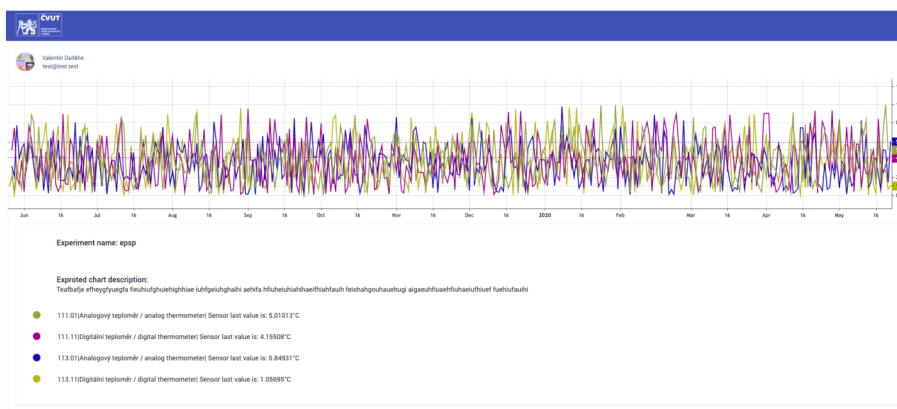 ČVUT
Valentin Daitkhe
test@test.test
Jun 16 Jul 16 Aug 16 Sep 16 Oct 16 Nov 16 Dec 16 2020 16 Feb Mar 16 Apr 16 May 16
Experiment name: epsp
Exproted chart description:
Teafbafje efheygfyuegfa fieuhiufghuiehighhiae iuhfgeiuhghaihi aehifa hfiuheiuhiahihaeifhiahfauih feiohahgouhauehugi aigaeuhfiuaehfiuhaeiufhiuef fuehiufauihi
111.01|Analogový teploměr / analog thermometer| Sensor last value is: 5.01013°C
111.11|Digitální teploměr / digital thermometer| Sensor last value is: 4.15508°C
113.01|Analogový teploměr / analog thermometer| Sensor last value is: 5.84931°C
113.11|Digitální teploměr / digital thermometer| Sensor last value is: 1.05695°C